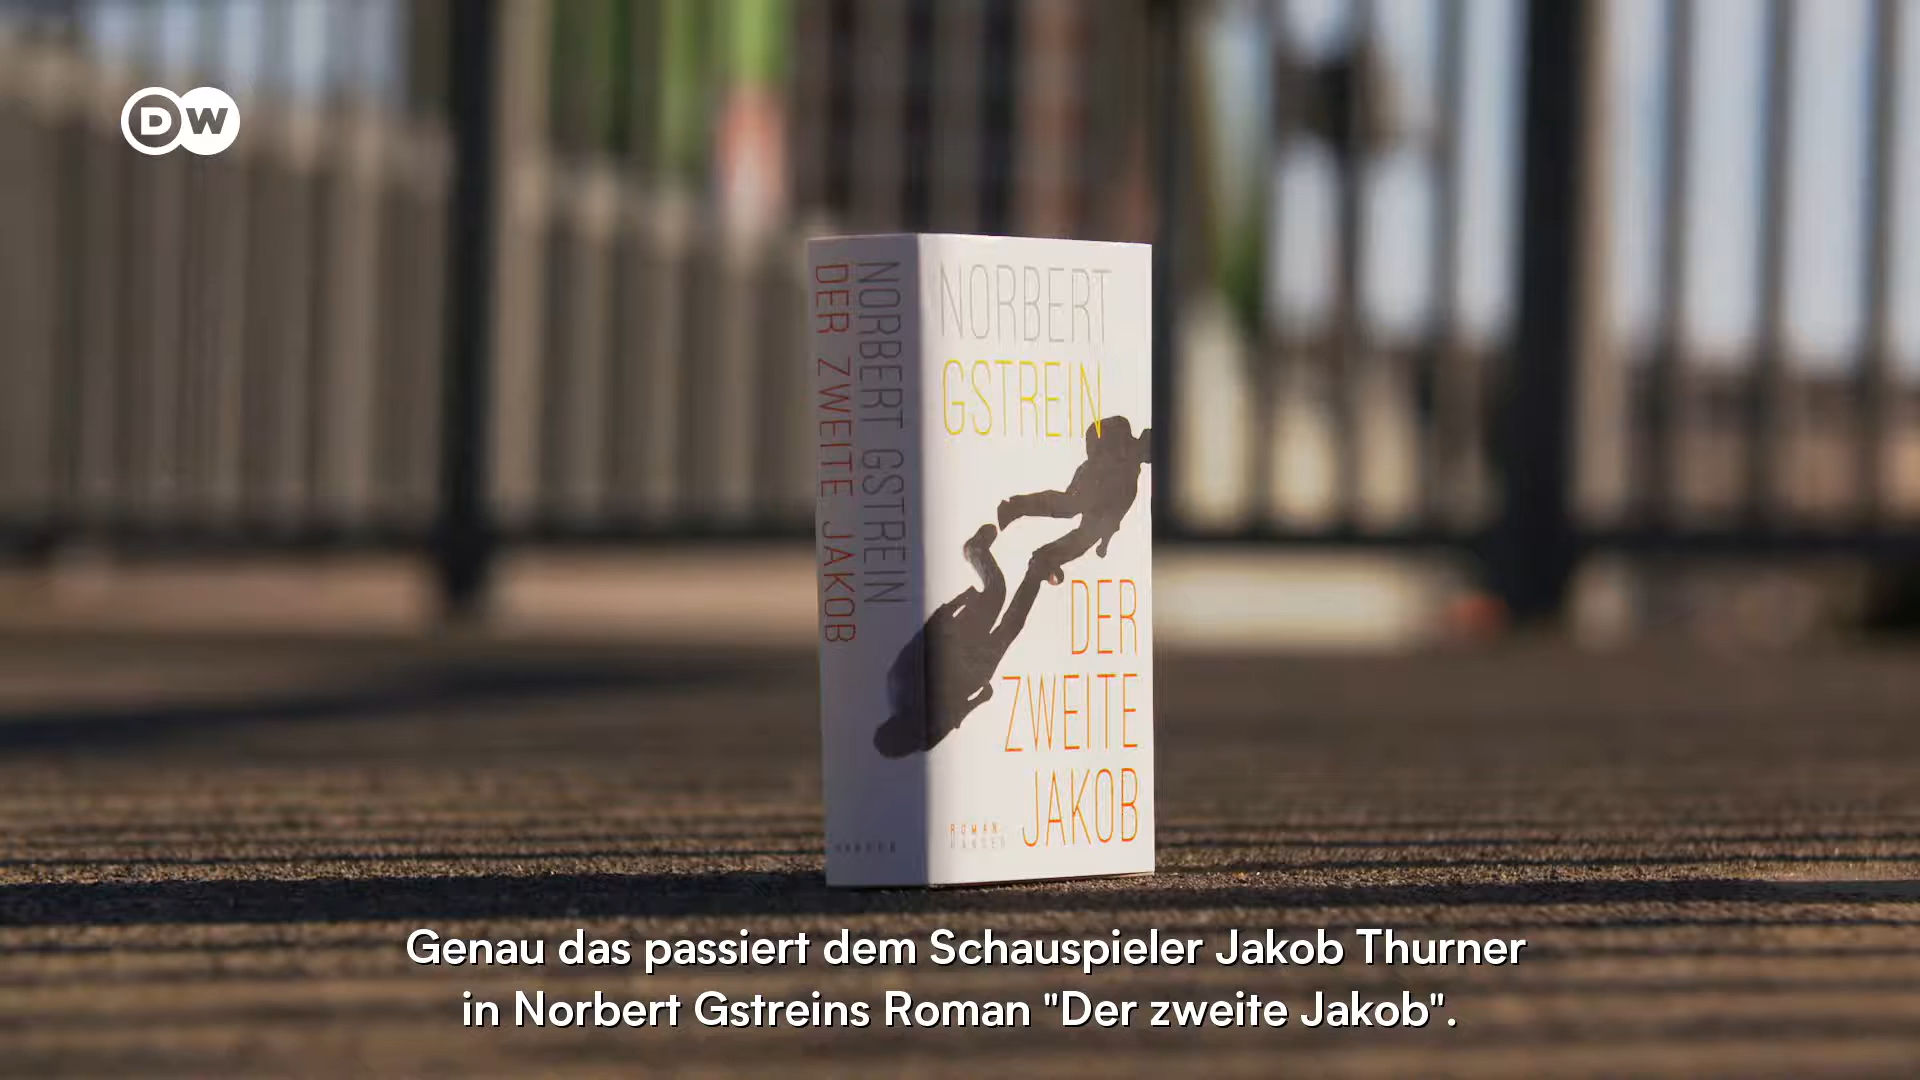 DW
NORBERT GSTREIN
DER ZWEITE JAKOB
NORBERT
GSTREIN
DER
ZWEITE
JAKOB
ROMAN
HANSER
Genau das passiert dem Schauspieler Jakob Thurner
in Norbert Gstreins Roman "Der zweite Jakob".